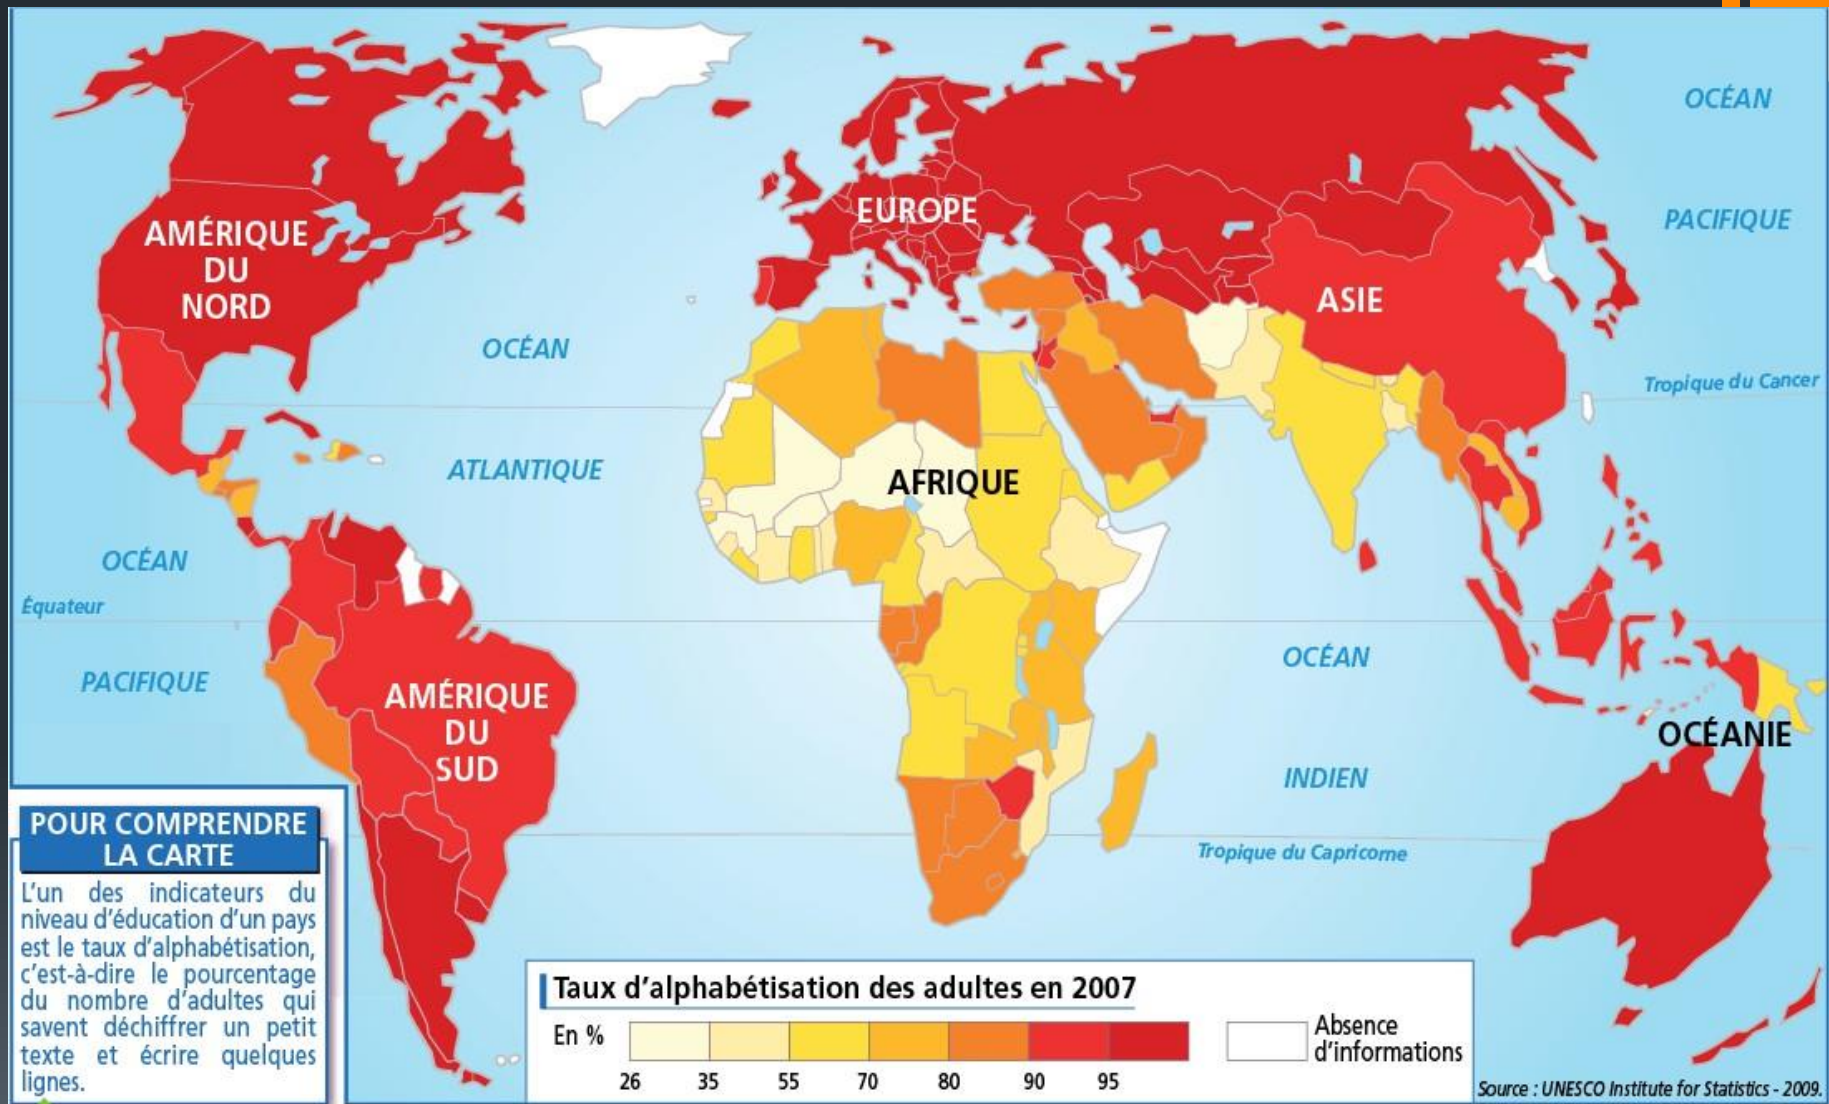 AMÉRIQUE
DU
NORD
EUROPE
ASIE
AFRIQUE
AMÉRIQUE
DU
SUD
OCÉANIE
OCÉAN
PACIFIQUE
OCÉAN
ATLANTIQUE
OCÉAN
PACIFIQUE
OCÉAN
INDIEN
Tropique du Cancer
Équateur
Tropique du Capricorne
POUR COMPRENDRE
LA CARTE
L'un des indicateurs du
niveau d'éducation d'un pays
est le taux d'alphabétisation,
c'est-à-dire le pourcentage
du nombre d'adultes qui
savent déchiffrer un petit
texte et écrire quelques
lignes.
Taux d'alphabétisation des adultes en 2007
En %
26 35 55 70 80 90 95
Absence
d'informations
Source : UNESCO Institute for Statistics - 2009.